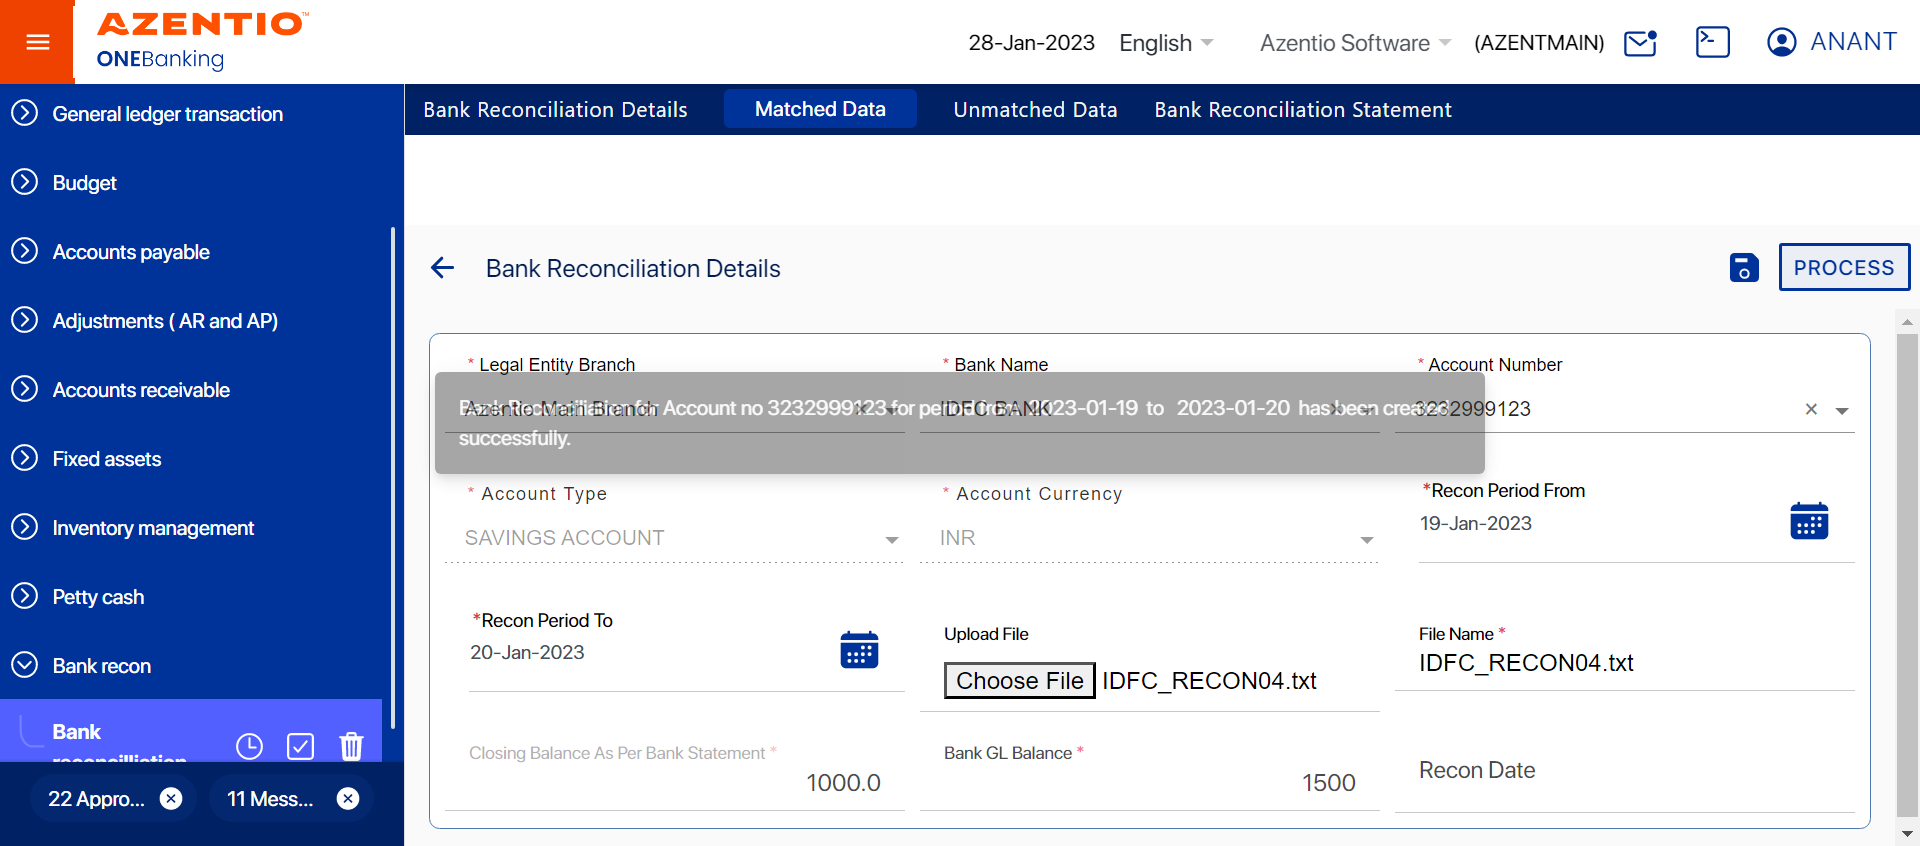 AZENTIO™
ONEBanking
28-Jan-2023
English
Azentio Software
(AZENTMAIN)
ANANT
General ledger transaction
Budget
Accounts payable
Adjustments ( AR and AP)
Accounts receivable
Fixed assets
Inventory management
Petty cash
Bank recon
Bank
reconcilliation
22 Appro...
11 Mess...
Bank Reconciliation Details
Matched Data
Unmatched Data
Bank Reconciliation Statement
Bank Reconciliation Details
PROCESS
* Legal Entity Branch
* Bank Name
* Account Number
Azentio Main Branch
IDFC BANK
3232999123
Bank Reconciliation for Account no 3232999123 for period from 2023-01-19 to 2023-01-20 has been created
successfully.
* Account Type
* Account Currency
*Recon Period From
SAVINGS ACCOUNT
INR
19-Jan-2023
*Recon Period To
Upload File
File Name *
20-Jan-2023
Choose File IDFC_RECON04.txt
IDFC_RECON04.txt
Closing Balance As Per Bank Statement *
Bank GL Balance *
Recon Date
1000.0
1500